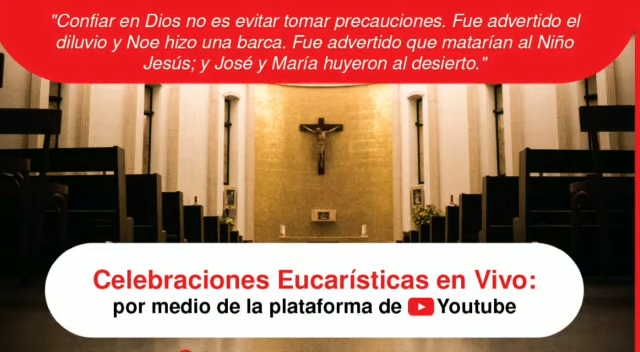 "Confiar en Dios no es evitar tomar precauciones. Fue advertido el
diluvio y Noe hizo una barca. Fue advertido que matarían al Niño
Jesús; y José y María huyeron al desierto."
Celebraciones Eucarísticas en Vivo:
por medio de la plataforma de Youtube